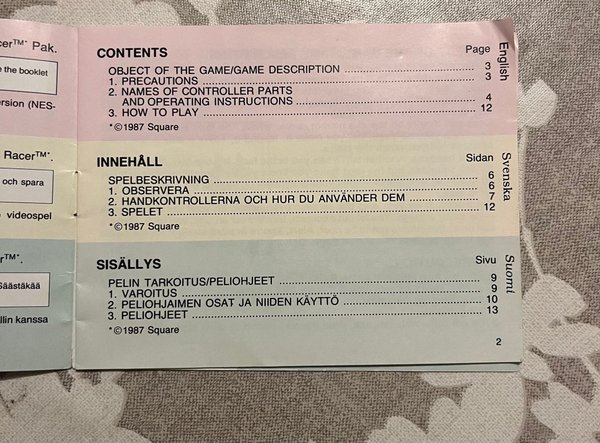 cer™* Pak.
e the booklet
ersion (NES-
Racer™*.
och spara
videospel
r™*.
Säästäkää
llin kanssa
CONTENTS Page
OBJECT OF THE GAME/GAME DESCRIPTION 3
1. PRECAUTIONS 3
2. NAMES OF CONTROLLER PARTS
AND OPERATING INSTRUCTIONS 4
3. HOW TO PLAY 12
*©1987 Square
English
INNEHÅLL Sidan
SPELBESKRIVNING 6
1. OBSERVERA 6
2. HANDKONTROLLERNA OCH HUR DU ANVÄNDER DEM 7
3. SPELET 12
*©1987 Square
Svenska
SISÄLLYS Sivu
PELIN TARKOITUS/PELIOHJEET 9
1. VAROITUS 9
2. PELIOHJAIMEN OSAT JA NIIDEN KÄYTTÖ 10
3. PELIOHJEET 13
*©1987 Square
Suomi
2